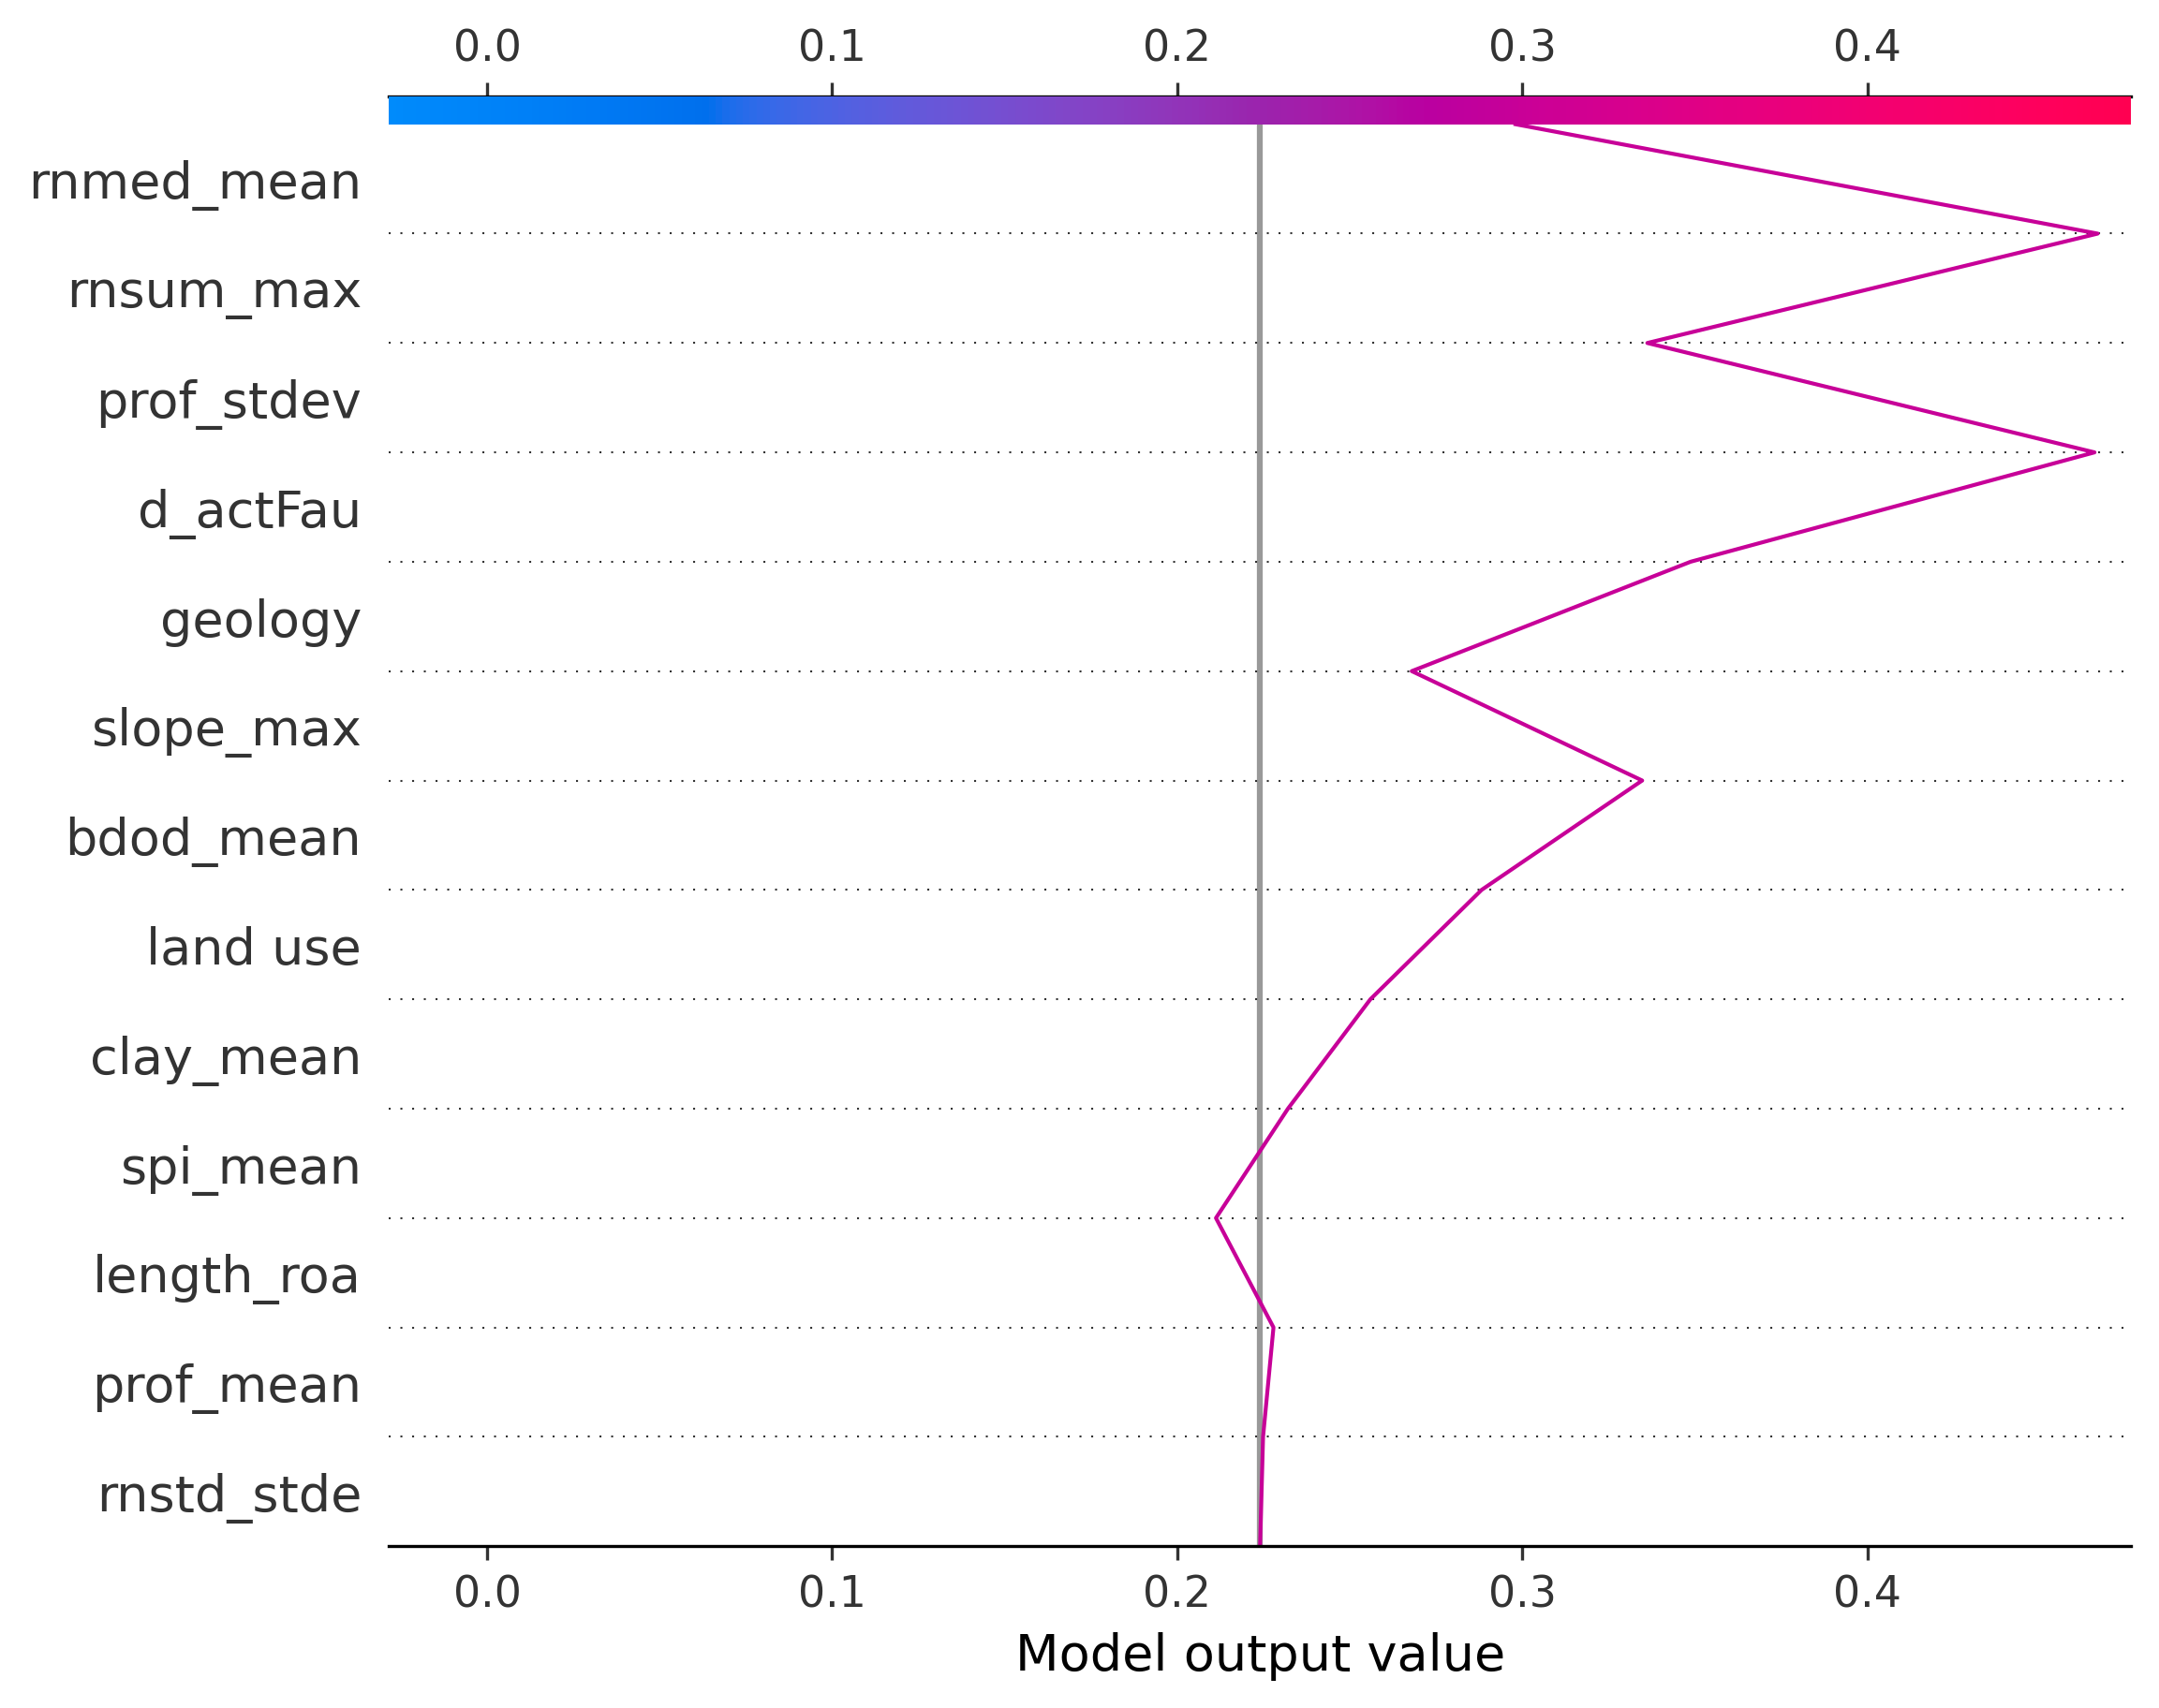 0.0 0.1 0.2 0.3 0.4
rnmed_mean
rnsum_max
prof_stdev
d_actFau
geology
slope_max
bdod_mean
land use
clay_mean
spi_mean
length_roa
prof_mean
rnstd_stde
0.0 0.1 0.2 0.3 0.4
Model output value